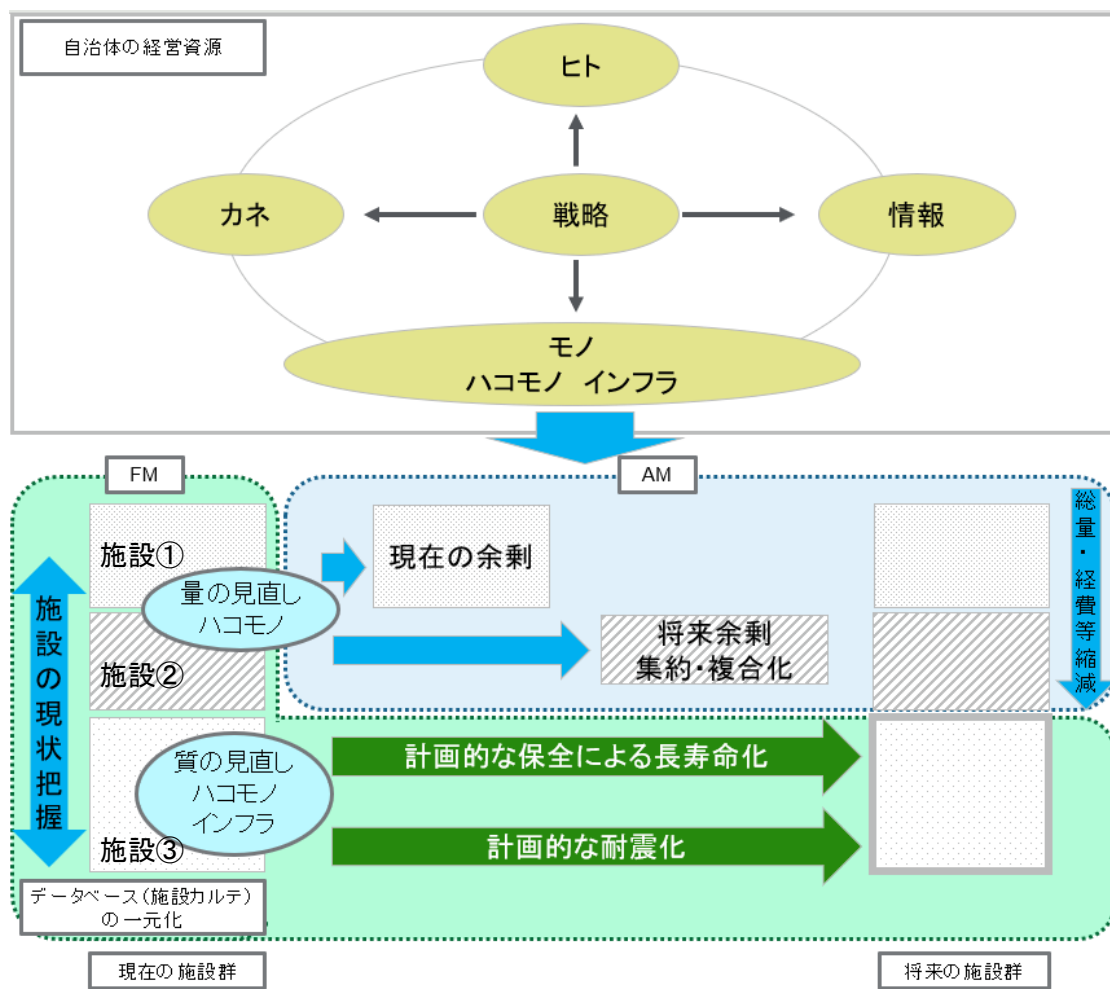 自治体の経営資源
ヒト
カネ
戦略
情報
モノ
ハコモノ　インフラ
FM
AM
施設①
現在の余剰
量の見直し
ハコモノ
施設②
将来余剰
集約・複合化
総量・経費等縮減
施設の現状把握
質の見直し
ハコモノ
インフラ
施設③
計画的な保全による長寿命化
計画的な耐震化
データベース（施設カルテ）
の一元化
現在の施設群
将来の施設群